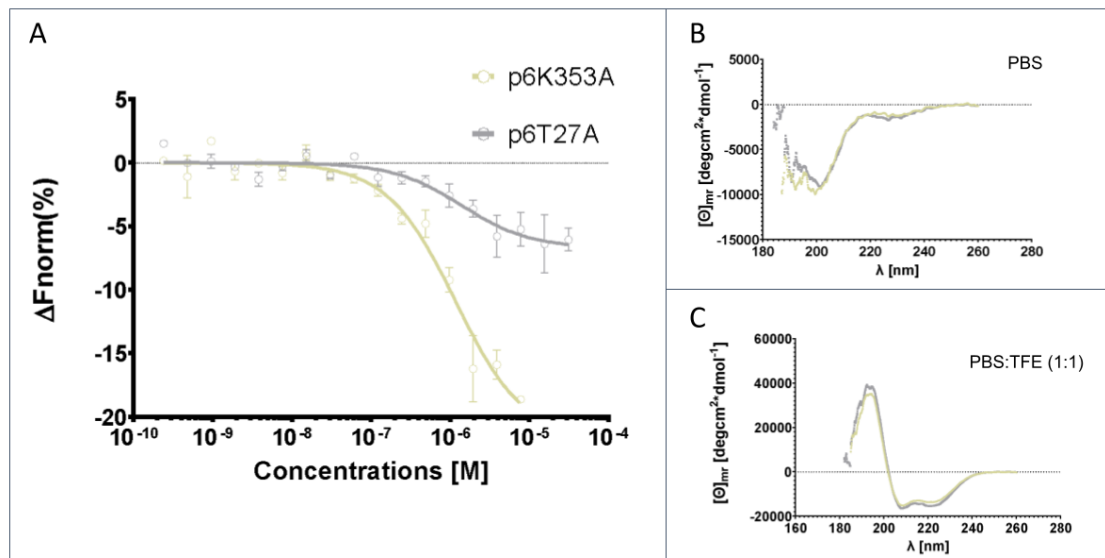 A
p6K353A
p6T27A
5
0
-5
-10
-15
-20
ΔFnorm(%)
10-10 10-9 10-8 10-7 10-6 10-5 10-4
Concentrations [M]
B
PBS
5000
0
-5000
-10000
-15000
[Θ]mr [degcm2*dmol-1]
180 200 220 240 260 280
λ [nm]
C
PBS:TFE (1:1)
60000
40000
20000
0
-20000
[Θ]mr [degcm2*dmol-1]
160 180 200 220 240 260 280
λ [nm]